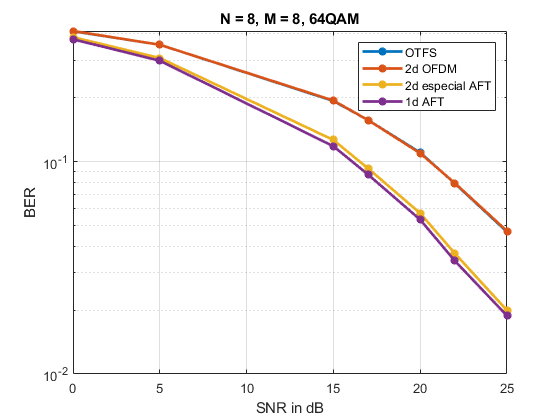 N = 8, M = 8, 64QAM
OTFS
2d OFDM
2d especial AFT
1d AFT
BER
10^-1
10^-2
0 5 10 15 20 25
SNR in dB